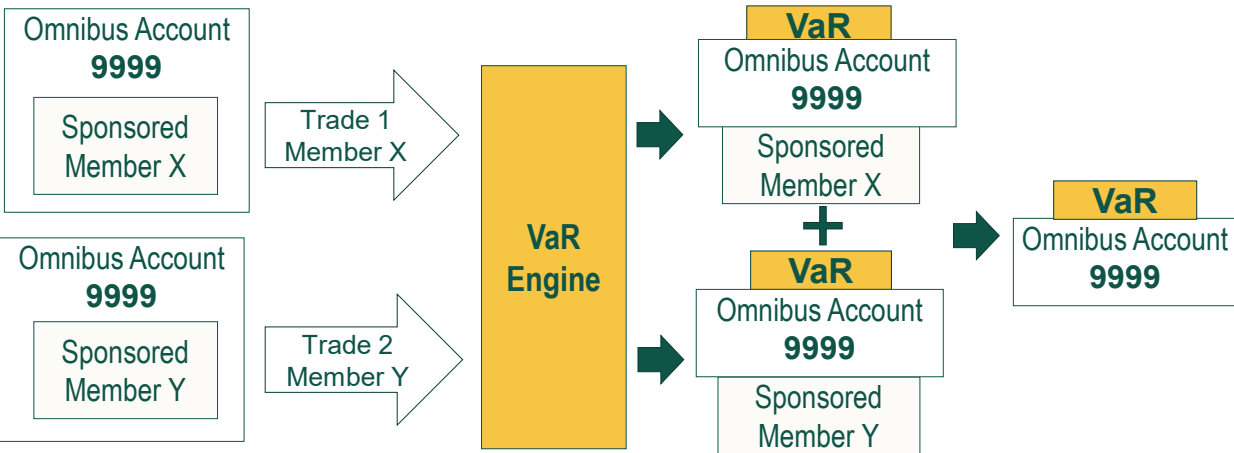 Omnibus Account
9999
Sponsored
Member X
Trade 1
Member X
Omnibus Account
9999
Sponsored
Member Y
Trade 2
Member Y
VaR
Engine
VaR
Omnibus Account
9999
Sponsored
Member X
+
VaR
Omnibus Account
9999
Sponsored
Member Y
VaR
Omnibus Account
9999